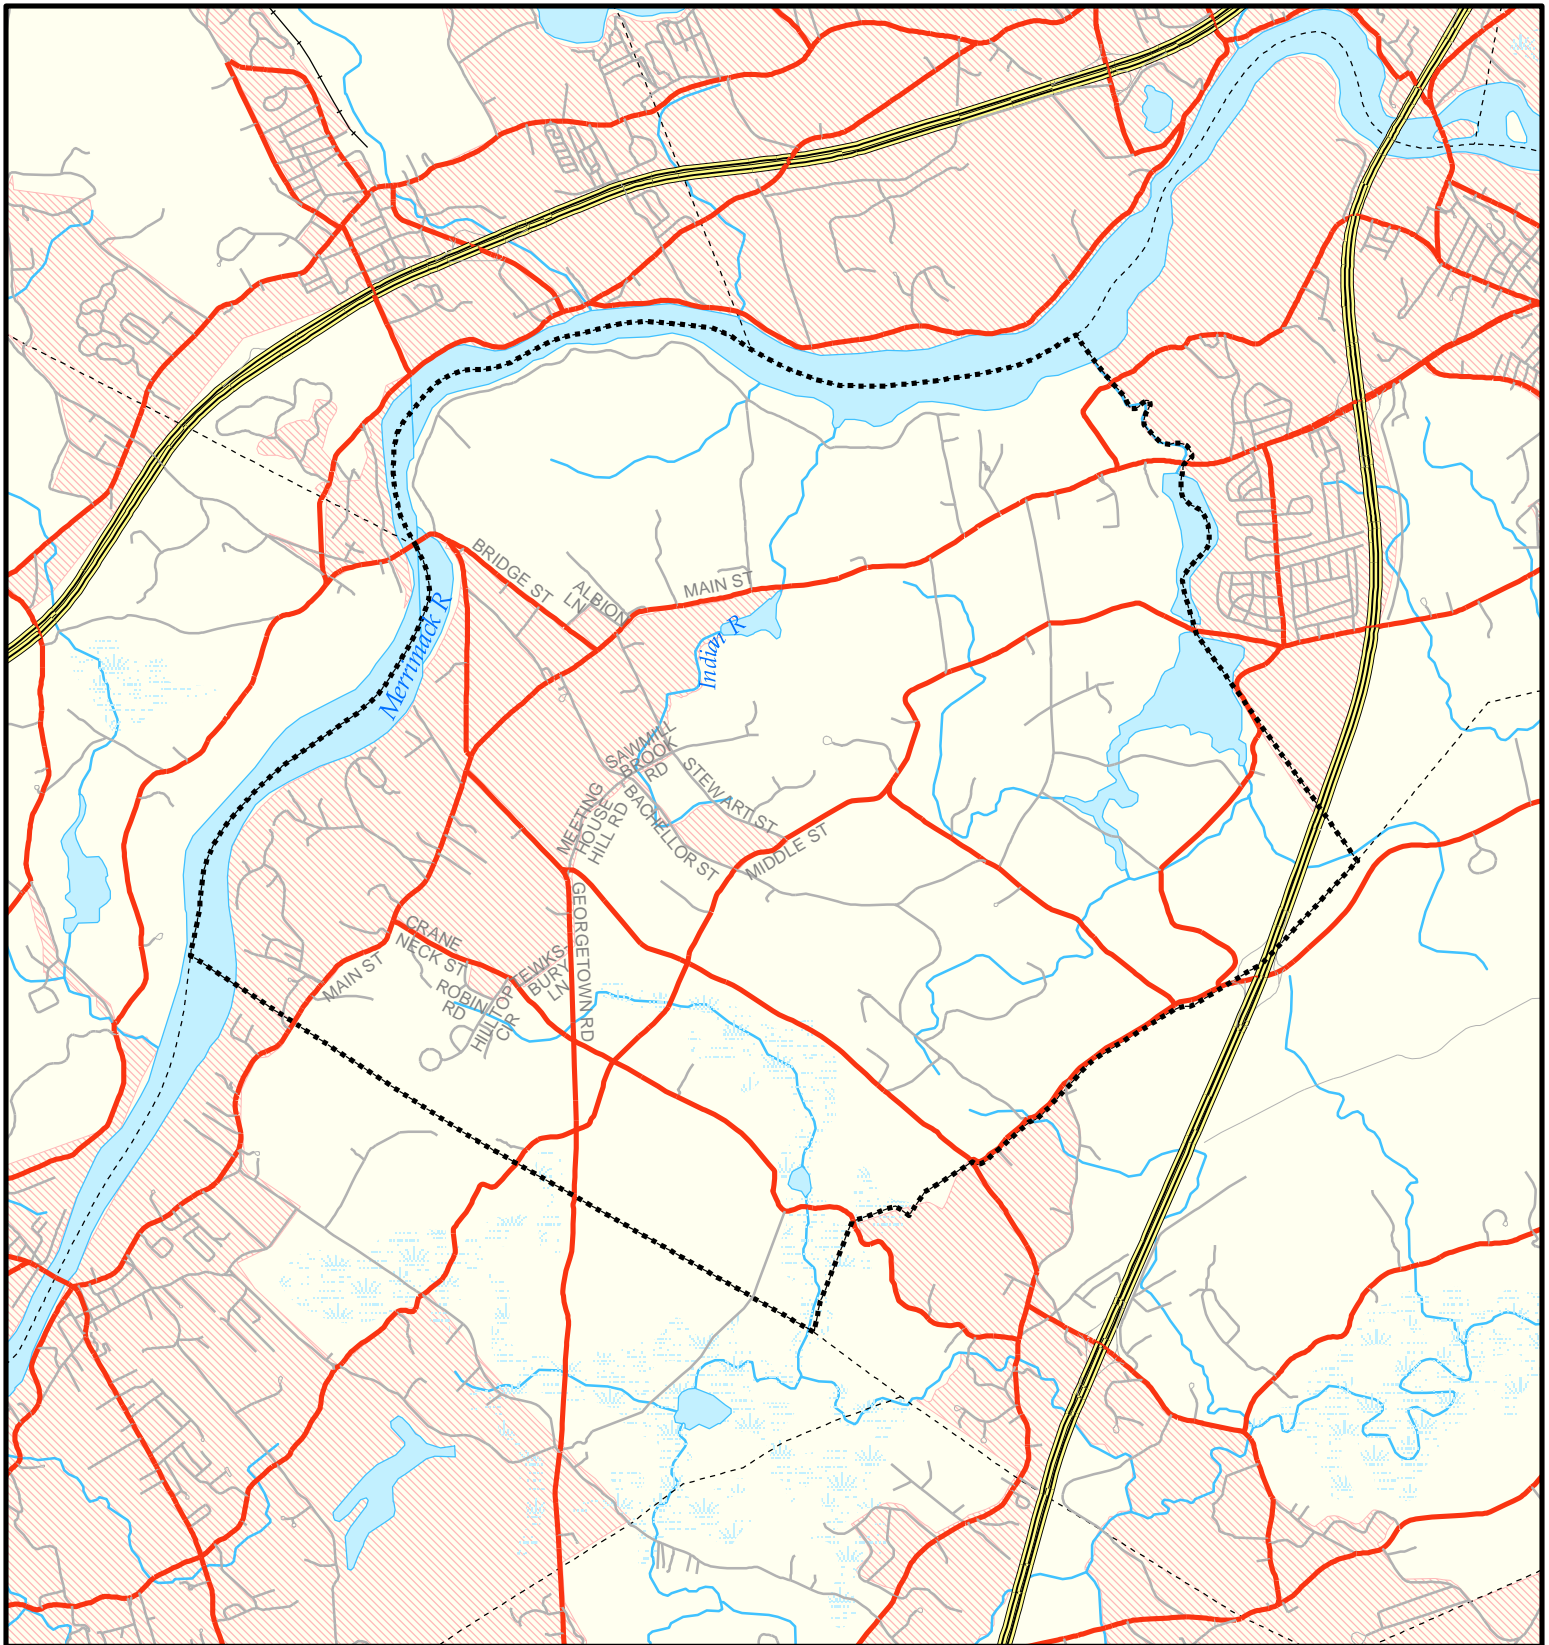 BRIDGE ST
ALBION
LN
MAIN ST
Merrimack R
Indian R
SAWMILL
BROOK
RD
STEWART ST
MEETING
HOUSE
HILL RD
BACHELLOR ST
MIDDLE ST
GEORGETOWN RD
CRANE
NECK ST
MAIN ST
TEWKS-
BURY
LN
ROBIN
RD
HILLTOP
CIR